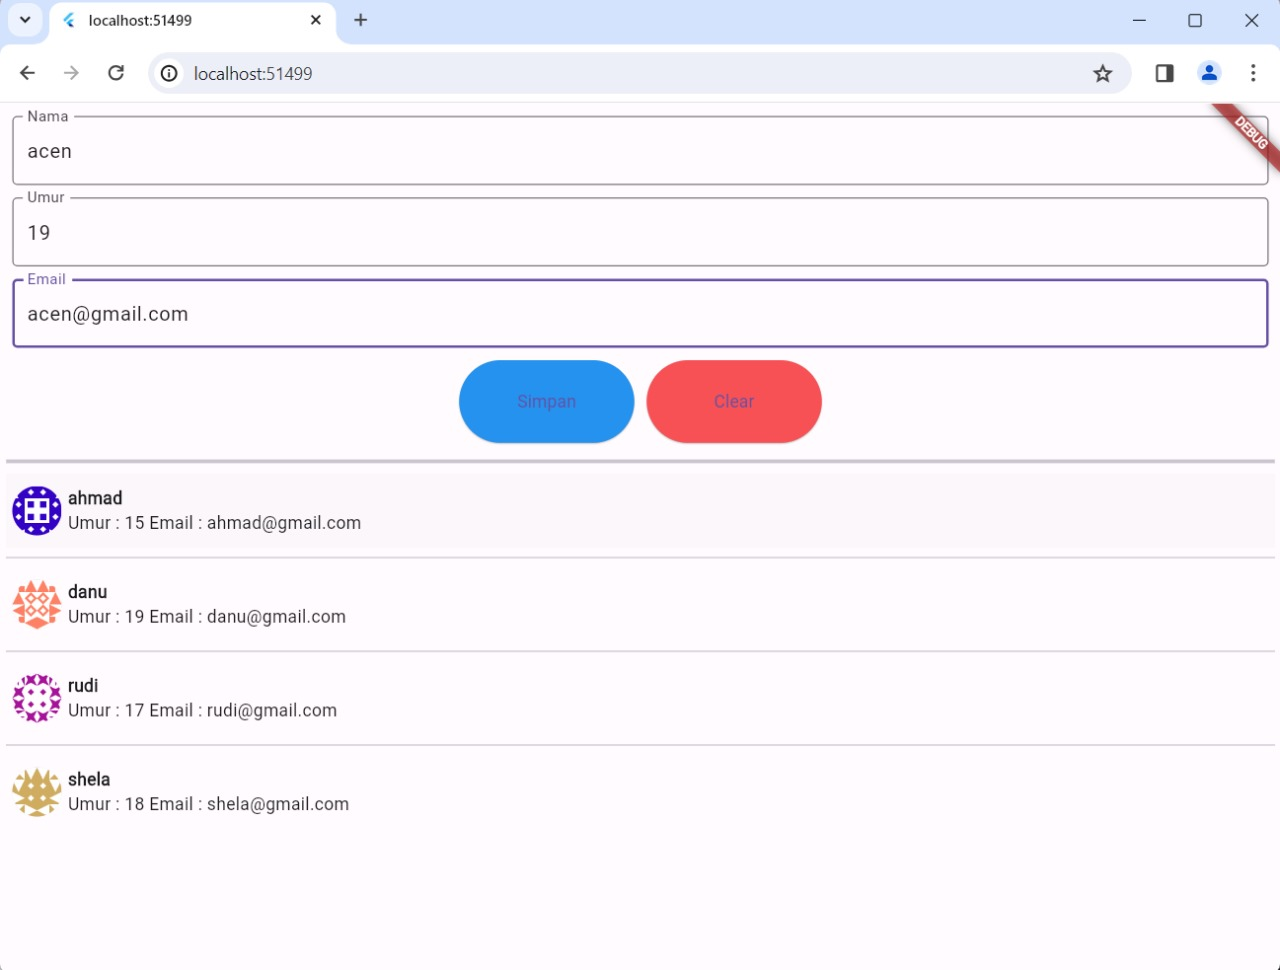 localhost:51499
localhost:51499
DEBUG
Nama
acen
Umur
19
Email
acen@gmail.com
Simpan Clear
ahmad
Umur : 15 Email : ahmad@gmail.com
danu
Umur : 19 Email : danu@gmail.com
rudi
Umur : 17 Email : rudi@gmail.com
shela
Umur : 18 Email : shela@gmail.com